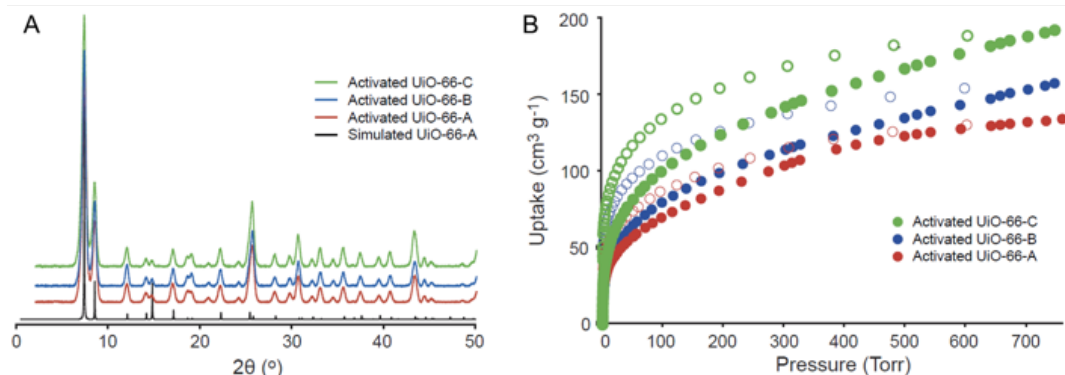 A
Activated UiO-66-C
Activated UiO-66-B
Activated UiO-66-A
Simulated UiO-66-A
0 10 20 30 40 50
2θ (o)
B
200
150
100
50
0
Uptake (cm3 g-1)
Activated UiO-66-C
Activated UiO-66-B
Activated UiO-66-A
0 100 200 300 400 500 600 700
Pressure (Torr)